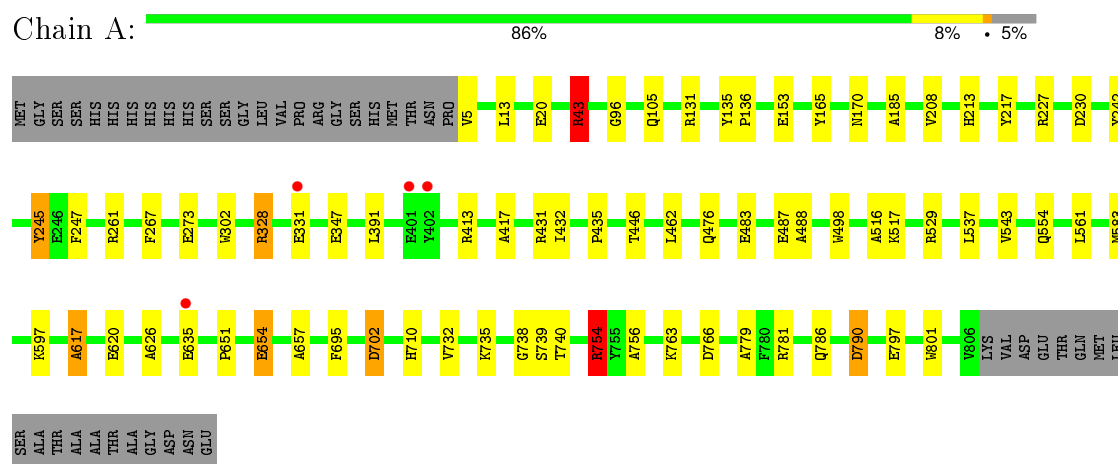 Chain A:
86% 8% • 5%
MET GLY SER SER HIS HIS HIS HIS HIS HIS SER SER GLY LEU VAL PRO ARG GLY SER HIS MET THR ASN PRO V5 L13 E20 R43 G96 Q105 R131 Y135 P136 E153 Y165 N170 A185 V208 H213 Y217 R227 D230
Y245 E246 F247 R261 F267 E273 W302 R328 E331 E347 L391 E401 Y402 R413 A417 R431 I432 P435 T446 L462 Q476 E483 E487 A488 W498 A516 K517 R529 L537 V543 Q554 L561 M583
K597 A617 E620 A626 E635 P651 E654 A657 F695 D702 H710 V732 K735 G738 S739 T740 R754 Y755 A756 K763 D766 A779 F780 R781 Q786 D790 E797 W801 V806 LYS VAL ASP GLU THR GLN MET LEU
SER ALA THR ALA ALA THR ALA GLY ASP ASN GLU